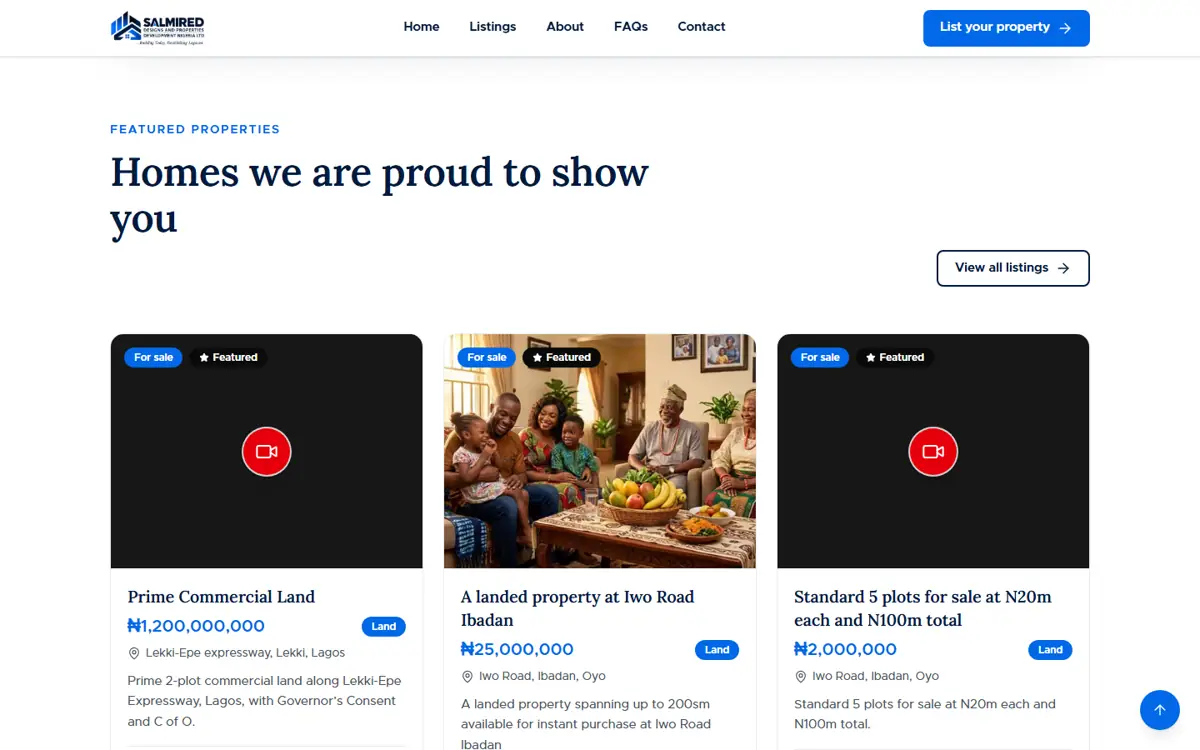 SALMIRED
DESIGNS AND PROPERTIES
DEVELOPMENT NIGERIA LTD
Home
Listings
About
FAQs
Contact
List your property
FEATURED PROPERTIES
Homes we are proud to show
you
View all listings
For sale
Featured
Prime Commercial Land
₦1,200,000,000
Land
Lekki-Epe expressway, Lekki, Lagos
Prime 2-plot commercial land along Lekki-Epe
Expressway, Lagos, with Governor's Consent
and C of O.
For sale
Featured
A landed property at Iwo Road
Ibadan
₦25,000,000
Land
Iwo Road, Ibadan, Oyo
A landed property spanning up to 200sm
available for instant purchase at Iwo Road
Ibadan
For sale
Featured
Standard 5 plots for sale at N20m
each and N100m total
₦2,000,000
Land
Iwo Road, Ibadan, Oyo
Standard 5 plots for sale at N20m each and
N100m total.